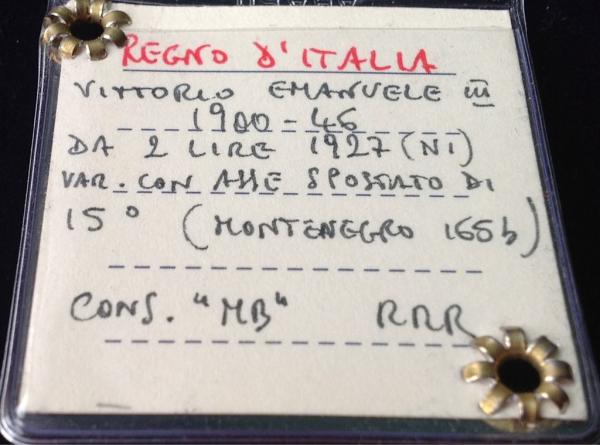 REGNO D'ITALIA
VITTORIO EMANUELE III
1900-46
DA 2 LIRE 1927 (NI)
VAR. CON ASSE SPOSTATO DI
15° (MONTENEGRO 165b)
CONS. "MB" RRR